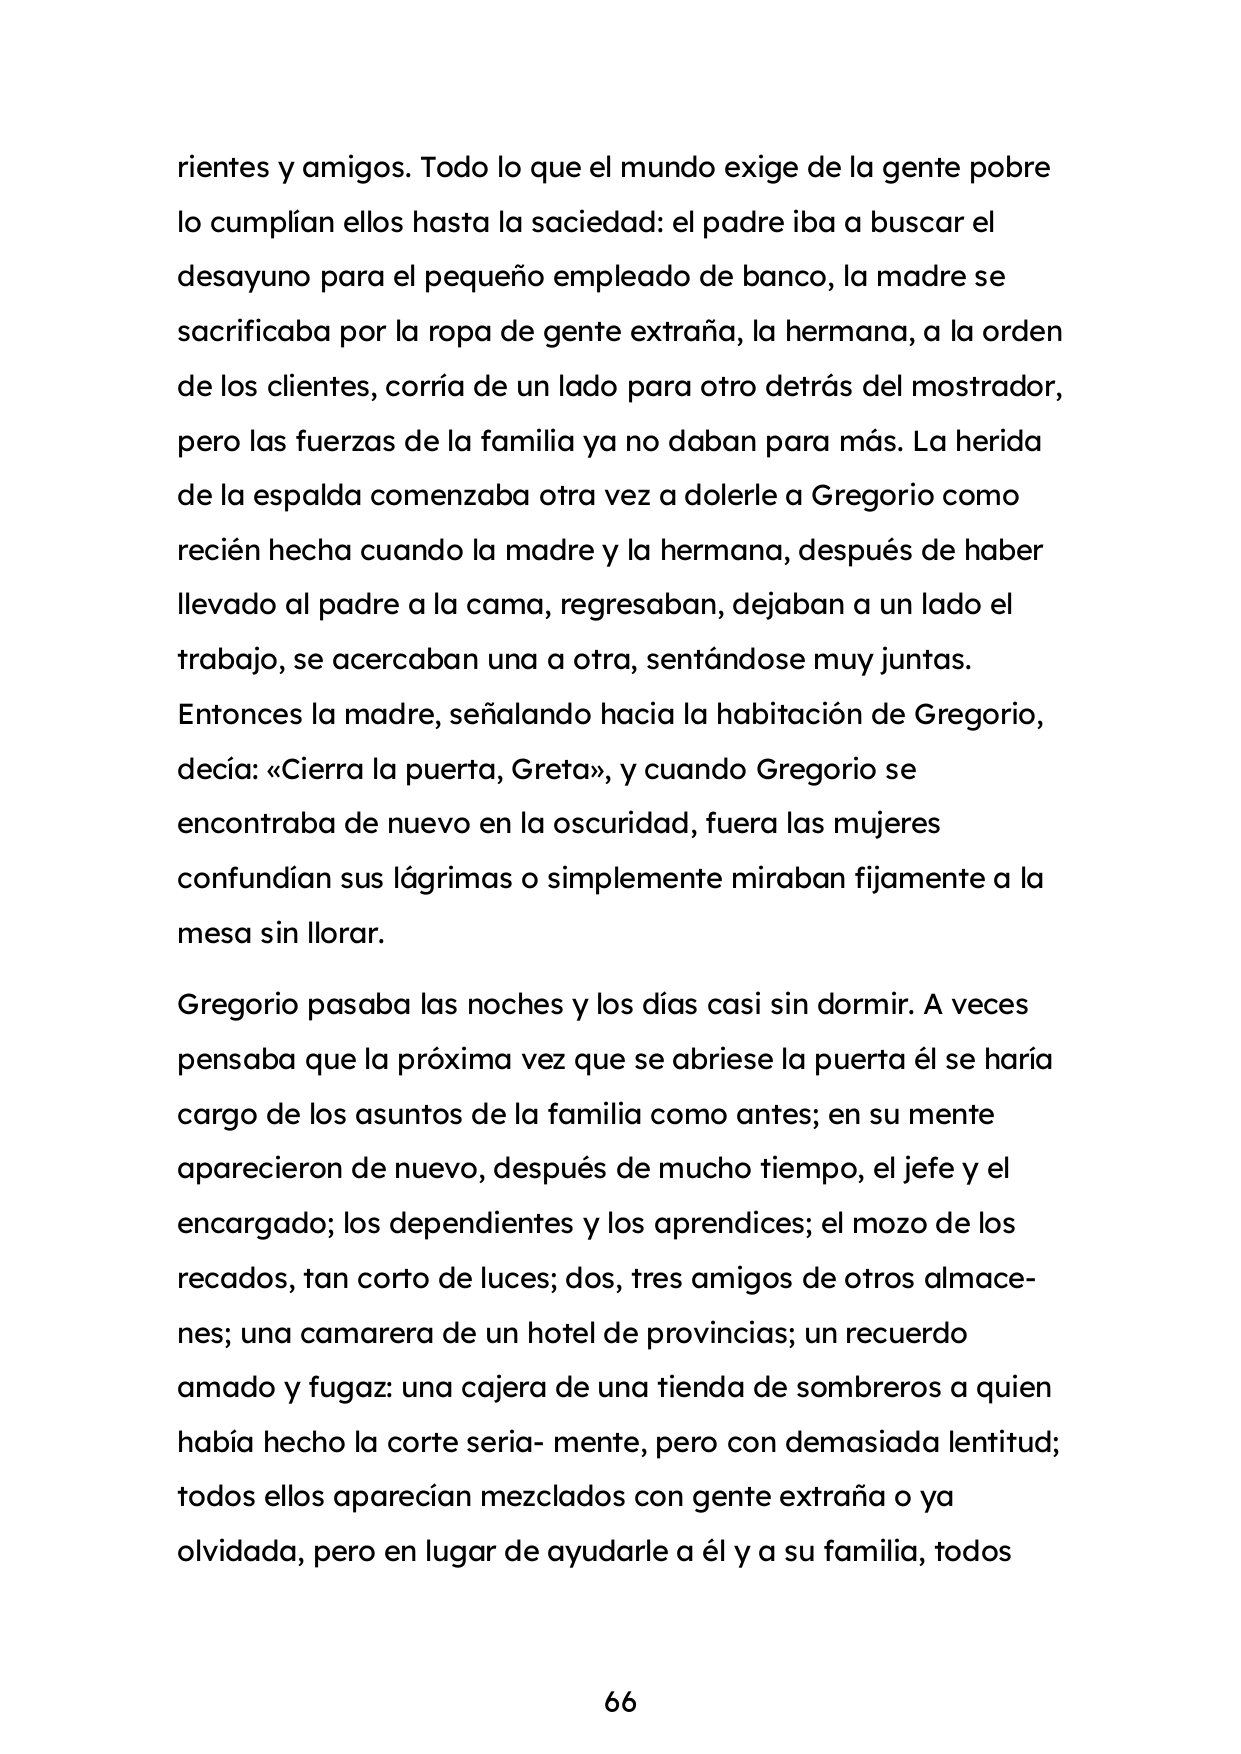 rientes y amigos. Todo lo que el mundo exige de la gente pobre
lo cumplían ellos hasta la saciedad: el padre iba a buscar el
desayuno para el pequeño empleado de banco, la madre se
sacrificaba por la ropa de gente extraña, la hermana, a la orden
de los clientes, corría de un lado para otro detrás del mostrador,
pero las fuerzas de la familia ya no daban para más. La herida
de la espalda comenzaba otra vez a dolerle a Gregorio como
recién hecha cuando la madre y la hermana, después de haber
llevado al padre a la cama, regresaban, dejaban a un lado el
trabajo, se acercaban una a otra, sentándose muy juntas.
Entonces la madre, señalando hacia la habitación de Gregorio,
decía: «Cierra la puerta, Greta», y cuando Gregorio se
encontraba de nuevo en la oscuridad, fuera las mujeres
confundían sus lágrimas o simplemente miraban fijamente a la
mesa sin llorar.
Gregorio pasaba las noches y los días casi sin dormir. A veces
pensaba que la próxima vez que se abriese la puerta él se haría
cargo de los asuntos de la familia como antes; en su mente
aparecieron de nuevo, después de mucho tiempo, el jefe y el
encargado; los dependientes y los aprendices; el mozo de los
recados, tan corto de luces; dos, tres amigos de otros almace-
nes; una camarera de un hotel de provincias; un recuerdo
amado y fugaz: una cajera de una tienda de sombreros a quien
había hecho la corte seria- mente, pero con demasiada lentitud;
todos ellos aparecían mezclados con gente extraña o ya
olvidada, pero en lugar de ayudarle a él y a su familia, todos
66